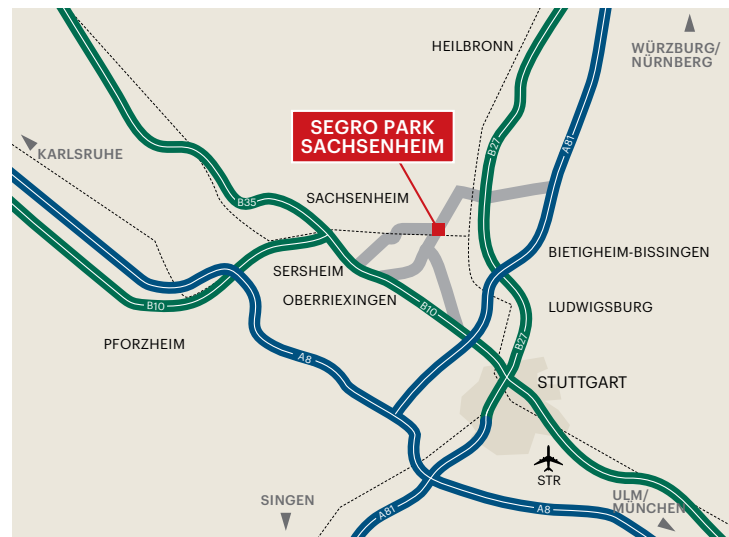 HEILBRONN
WÜRZBURG/
NÜRNBERG
SEGRO PARK
SACHSENHEIM
KARLSRUHE
B27
A81
SACHSENHEIM
B35
BIETIGHEIM-BISSINGEN
SERSHEIM
OBERRIEXINGEN
B10
B10
LUDWIGSBURG
PFORZHEIM
B27
A8
STUTTGART
STR
SINGEN
ULM/
MÜNCHEN
A81
A8